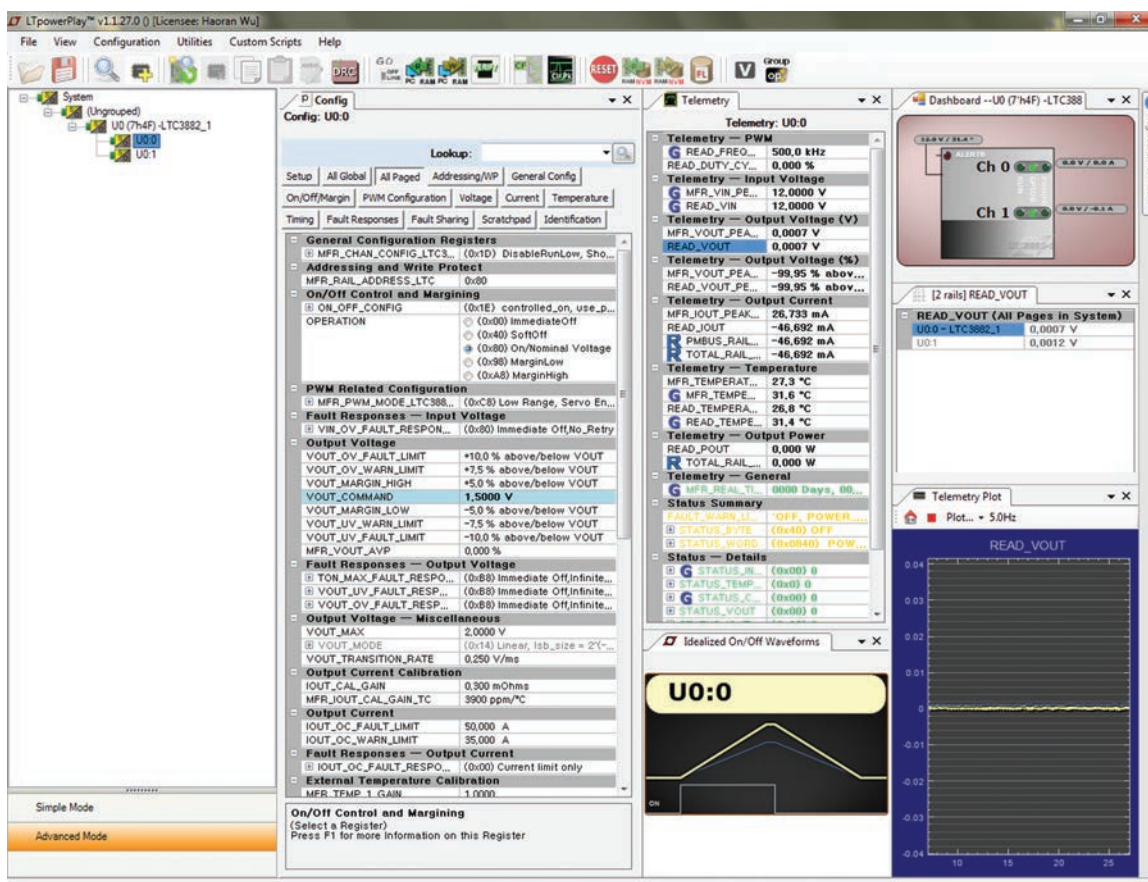 LTpowerPlay™ v1.1.27.0 () [Licensee: Haoran Wu]
File View Configuration Utilities Custom Scripts Help
System
(Ungrouped)
U0 (7'h4F) -LTC3882_1
U0:0
U0:1
Simple Mode
Advanced Mode
Config
Config: U0:0
Lookup:
Setup All Global All Paged Addressing/WP General Config
On/Off/Margin PWM Configuration Voltage Current Temperature
Timing Fault Responses Fault Sharing Scratchpad Identification
General Configuration Registers
MFR_CHAN_CONFIG_LTC3... (0x1D) DisableRunLow, Sho...
Addressing and Write Protect
MFR_RAIL_ADDRESS_LTC 0x80
On/Off Control and Margining
ON_OFF_CONFIG (0x1E) controlled_on, use_p...
OPERATION (0x00) ImmediateOff
(0x40) SoftOff
(0x80) On/Nominal Voltage
(0x98) MarginLow
(0xA8) MarginHigh
PWM Related Configuration
MFR_PWM_MODE_LTC388... (0xC8) Low Range, Servo En...
Fault Responses — Input Voltage
VIN_OV_FAULT_RESPON... (0x80) Immediate Off,No_Retry
Output Voltage
VOUT_OV_FAULT_LIMIT +10,0 % above/below VOUT
VOUT_OV_WARN_LIMIT +7,5 % above/below VOUT
VOUT_MARGIN_HIGH +5,0 % above/below VOUT
VOUT_COMMAND 1,5000 V
VOUT_MARGIN_LOW -5,0 % above/below VOUT
VOUT_UV_WARN_LIMIT -7,5 % above/below VOUT
VOUT_UV_FAULT_LIMIT -10,0 % above/below VOUT
MFR_VOUT_AVP 0,000 %
Fault Responses — Output Voltage
TON_MAX_FAULT_RESPO... (0xB8) Immediate Off,Infinite...
VOUT_UV_FAULT_RESP... (0xB8) Immediate Off,Infinite...
VOUT_OV_FAULT_RESP... (0xB8) Immediate Off,Infinite...
Output Voltage — Miscellaneous
VOUT_MAX 2,0000 V
VOUT_MODE (0x14) Linear, lsb_size = 2^(-...
VOUT_TRANSITION_RATE 0,250 V/ms
Output Current Calibration
IOUT_CAL_GAIN 0,300 mOhms
MFR_IOUT_CAL_GAIN_TC 3900 ppm/°C
Output Current
IOUT_OC_FAULT_LIMIT 50,000 A
IOUT_OC_WARN_LIMIT 35,000 A
Fault Responses — Output Current
IOUT_OC_FAULT_RESPO... (0x00) Current limit only
External Temperature Calibration
MFR_TEMP_1_GAIN 1,0000
On/Off Control and Margining
(Select a Register)
Press F1 for more Information on this Register
Telemetry
Telemetry: U0:0
Telemetry — PWM
READ_FREQ... 500,0 kHz
READ_DUTY_CY... 0,000 %
Telemetry — Input Voltage
MFR_VIN_PE... 12,0000 V
READ_VIN 12,0000 V
Telemetry — Output Voltage (V)
MFR_VOUT_PEA... 0,0007 V
READ_VOUT 0,0007 V
Telemetry — Output Voltage (%)
MFR_VOUT_PEA... -99,95 % abov...
READ_VOUT_PE... -99,95 % abov...
Telemetry — Output Current
MFR_IOUT_PEAK... 26,733 mA
READ_IOUT -46,692 mA
PMBUS_RAIL_... -46,692 mA
TOTAL_RAIL_... -46,692 mA
Telemetry — Temperature
MFR_TEMPERAT... 27,3 °C
MFR_TEMPE... 31,6 °C
READ_TEMPERA... 26,8 °C
READ_TEMPE... 31,4 °C
Telemetry — Output Power
READ_POUT 0,000 W
TOTAL_RAIL_... 0,000 W
Telemetry — General
MFR_REAL_TI... 0000 Days, 00...
Status Summary
FAULT_WARN_LI... *OFF, POWER_...
STATUS_BYTE (0x40) OFF
STATUS_WORD (0x0840) POW...
Status — Details
STATUS_IN... (0x00) 0
STATUS_TEMP... (0x0) 0
STATUS_C... (0x00) 0
STATUS_VOUT (0x00) 0
Idealized On/Off Waveforms
U0:0
ON
Dashboard --U0 (7'h4F) -LTC388
12.0 V / 31.4 °
ALERTB
Ch 0
0.0 V / 0.0 A
Ch 1
0.0 V / -0.1 A
[2 rails] READ_VOUT
READ_VOUT (All Pages in System)
U0:0 - LTC3882_1 0,0007 V
U0:1 0,0012 V
Telemetry Plot
Plot... 5.0Hz
READ_VOUT
0.04
0.03
0.02
0.01
0
-0.01
-0.02
-0.03
-0.04
10 15 20 25